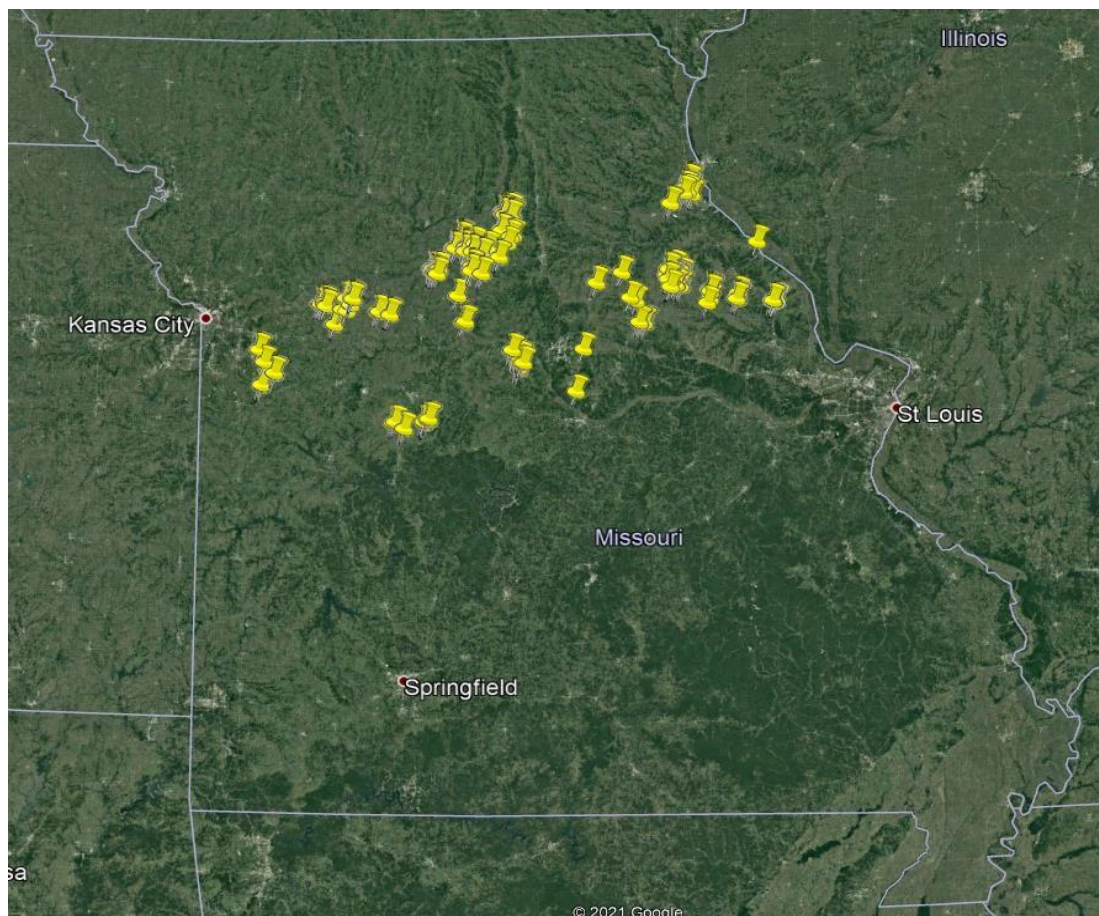 Illinois
Kansas City
St Louis
Missouri
Springfield
sa
© 2021 Google